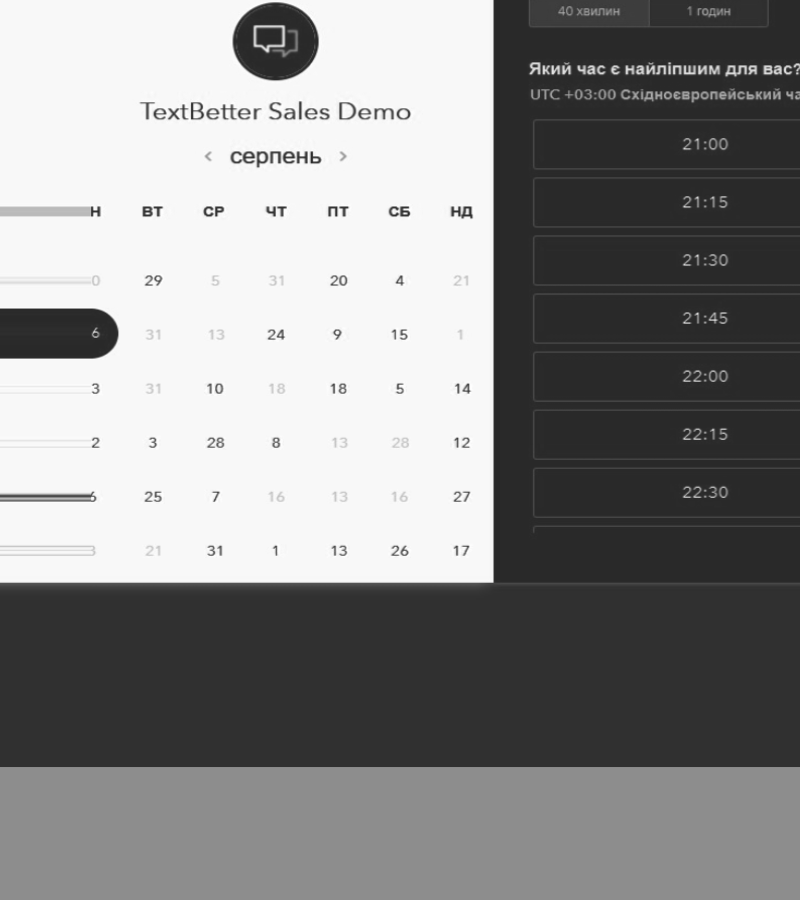 TextBetter Sales Demo
серпень
Н ВТ СР ЧТ ПТ СБ НД
0 29 5 31 20 4 21
6 31 13 24 9 15 1
3 31 10 18 18 5 14
2 3 28 8 13 28 12
6 25 7 16 13 16 27
21 31 1 13 26 17
40 хвилин
1 годин
Який час є найліпшим для вас?
UTC +03:00 Східноєвропейський ча
21:00
21:15
21:30
21:45
22:00
22:15
22:30